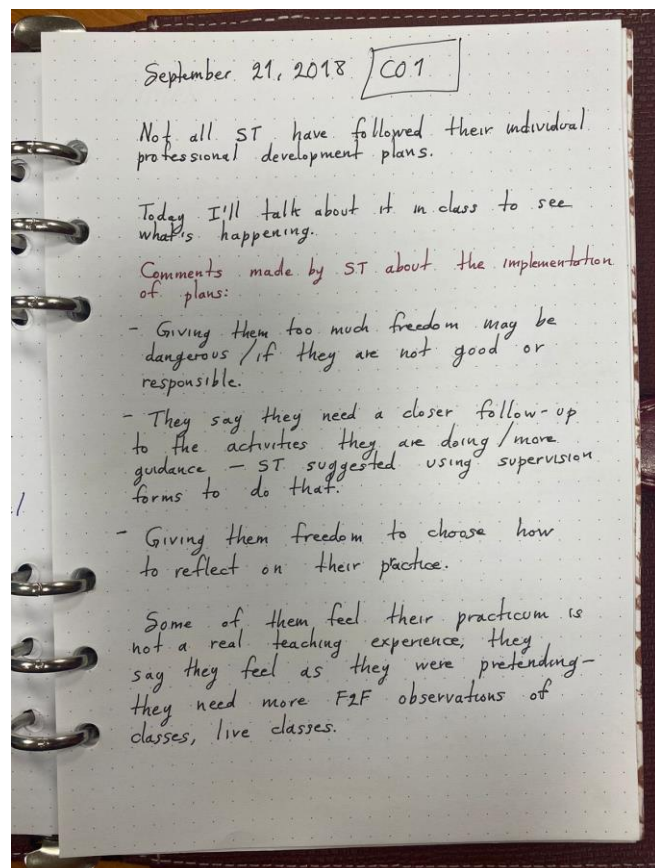 September 21, 2018 C01
Not all ST have followed their individual
professional development plans.
Today I'll talk about it in class to see
what's happening.
Comments made by ST about the implementation
of plans:
- Giving them too much freedom may be
dangerous / if they are not good or
responsible.
- They say they need a closer follow-up
to the activities they are doing / more
guidance - ST suggested using supervision
forms to do that.
- Giving them freedom to choose how
to reflect on their practice.
Some of them feel their practicum is
not a real teaching experience, they
say they feel as they were pretending-
they need more F2F observations of
classes, live classes.